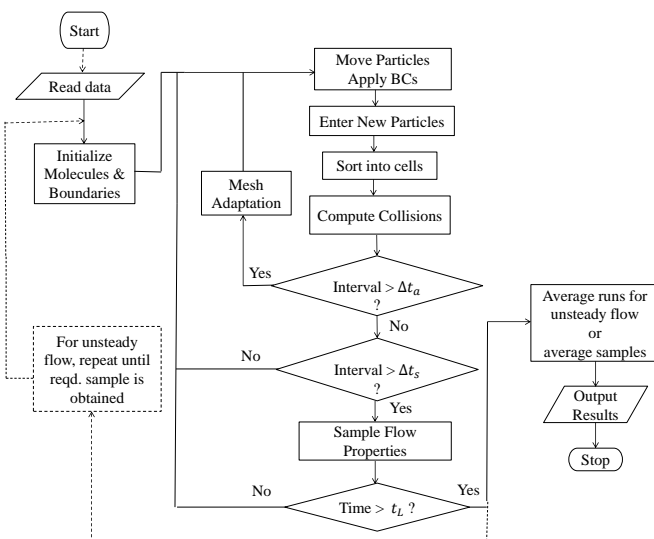 Start
Read data
Initialize
Molecules &
Boundaries
Move Particles
Apply BCs
Enter New Particles
Sort into cells
Compute Collisions
Mesh
Adaptation
Yes
Interval > Δt_a
?
No
For unsteady
flow, repeat until
reqd. sample is
obtained
No
Interval > Δt_s
?
Yes
Sample Flow
Properties
No
Time > t_L ?
Yes
Average runs for
unsteady flow
or
average samples
Output
Results
Stop